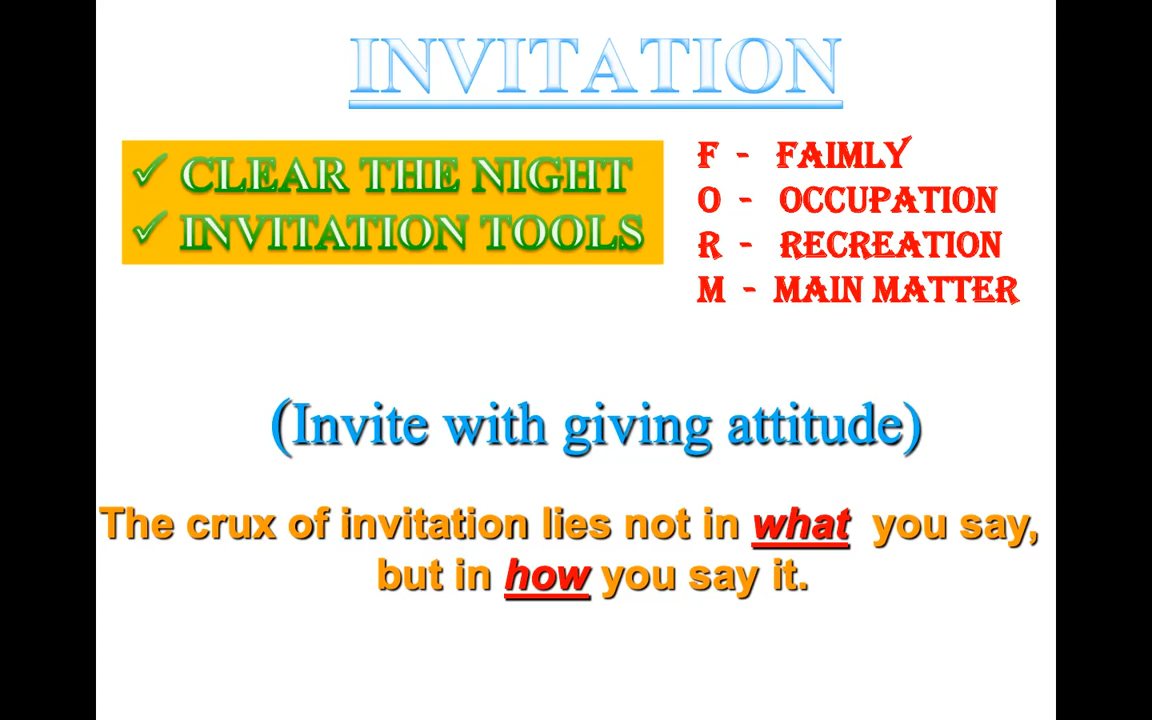 INVITATION
✓ CLEAR THE NIGHT
✓ INVITATION TOOLS
F - FAIMLY
O - OCCUPATION
R - RECREATION
M - MAIN MATTER
(Invite with giving attitude)
The crux of invitation lies not in what you say,
but in how you say it.